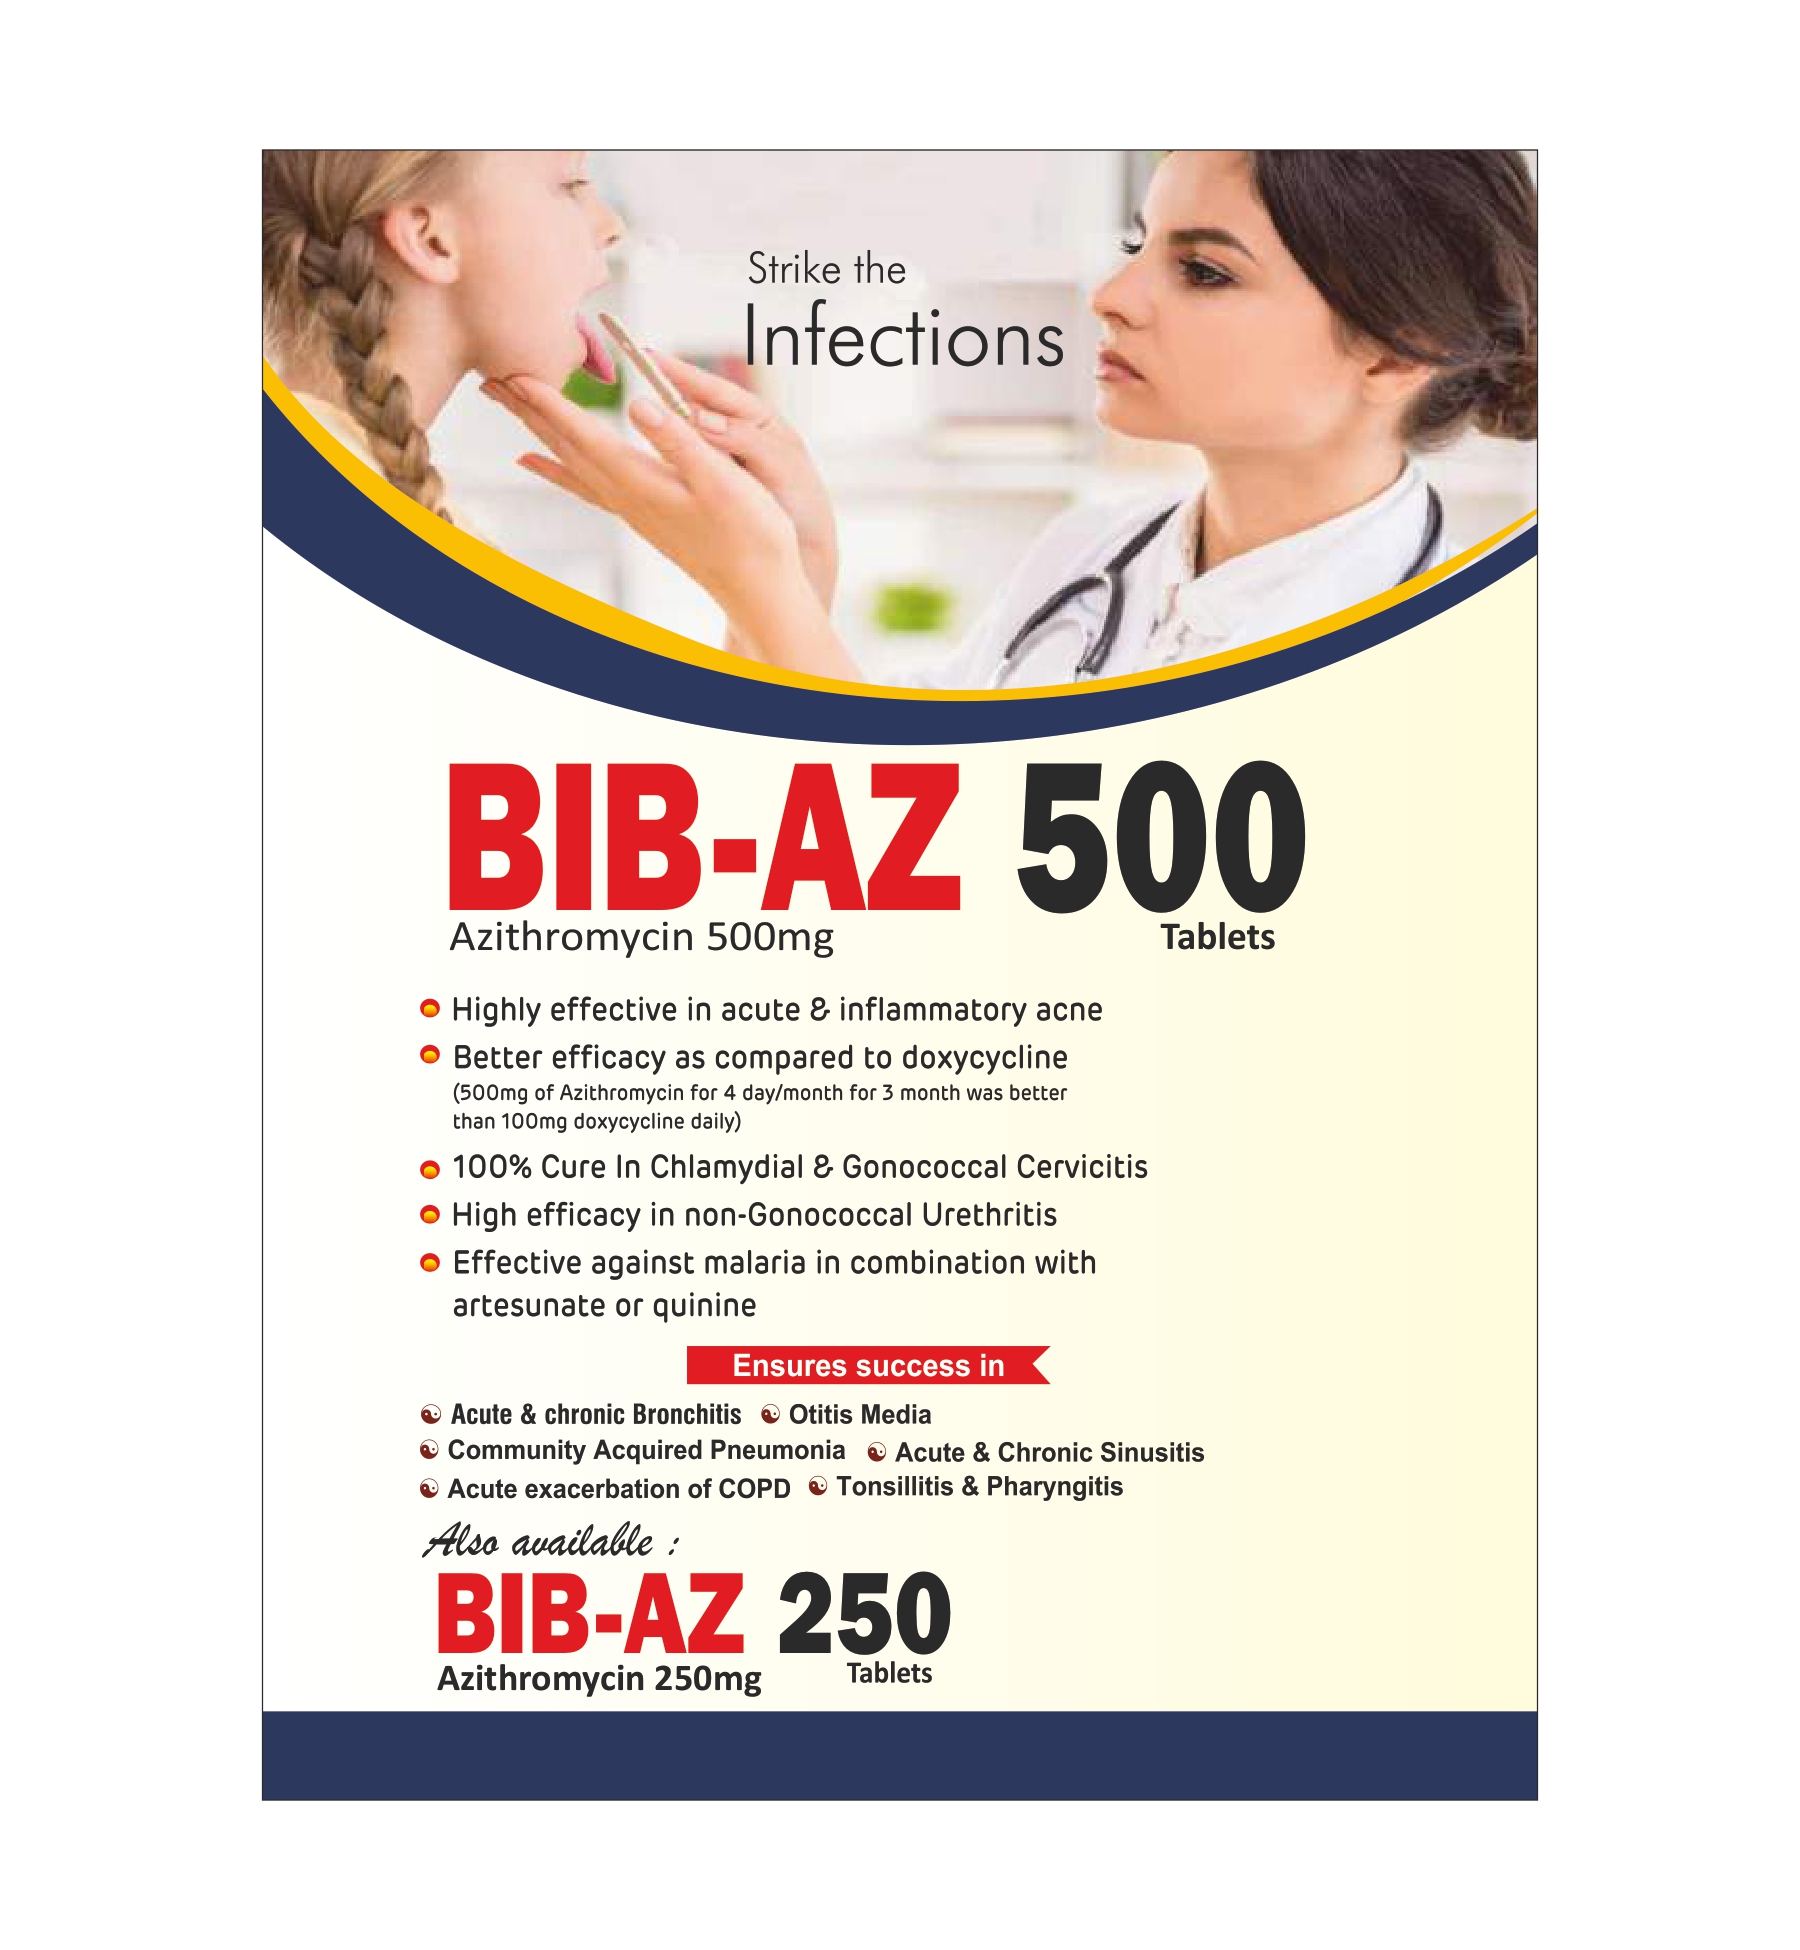 Strike the
Infections
BIB-AZ 500
Azithromycin 500mg Tablets
Highly effective in acute & inflammatory acne
Better efficacy as compared to doxycycline
(500mg of Azithromycin for 4 day/month for 3 month was better
than 100mg doxycycline daily)
100% Cure In Chlamydial & Gonococcal Cervicitis
High efficacy in non-Gonococcal Urethritis
Effective against malaria in combination with
artesunate or quinine
Ensures success in
Acute & chronic Bronchitis Otitis Media
Community Acquired Pneumonia Acute & Chronic Sinusitis
Acute exacerbation of COPD Tonsillitis & Pharyngitis
Also available :
BIB-AZ 250
Azithromycin 250mg Tablets